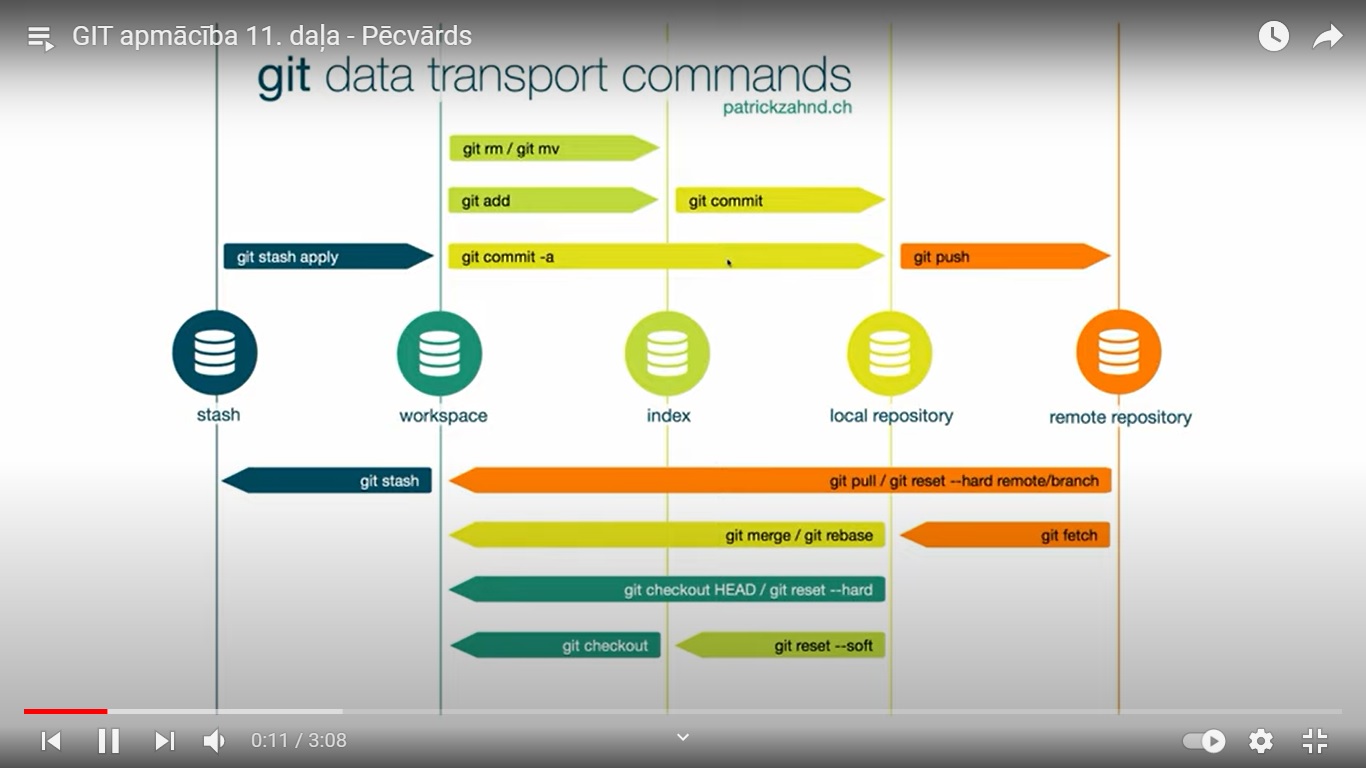 GIT apmācība 11. daļa - Pēcvārds
git data transport commands
patrickzahnd.ch
git rm / git mv
git add
git commit
git stash apply
git commit -a
git push
stash
workspace
index
local repository
remote repository
git stash
git pull / git reset --hard remote/branch
git merge / git rebase
git fetch
git checkout HEAD / git reset --hard
git checkout
git reset --soft
0:11 / 3:08